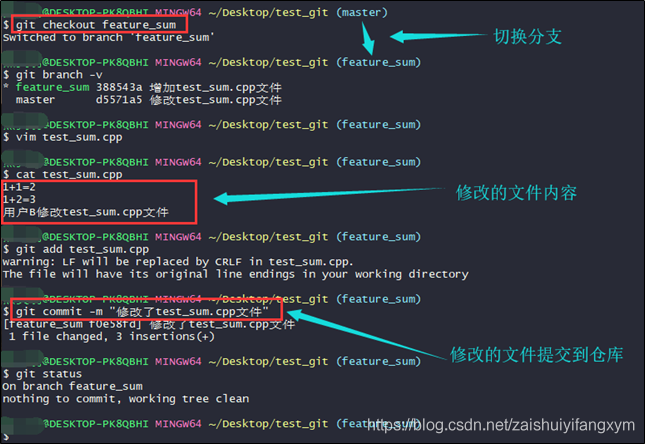 @DESKTOP-PK8QBHI MINGW64 ~/Desktop/test_git (master)
$ git checkout feature_sum
Switched to branch 'feature_sum'
切换分支
@DESKTOP-PK8QBHI MINGW64 ~/Desktop/test_git (feature_sum)
$ git branch -v
* feature_sum 388543a 增加test_sum.cpp文件
master d5571a5 修改test_sum.cpp文件
@DESKTOP-PK8QBHI MINGW64 ~/Desktop/test_git (feature_sum)
$ vim test_sum.cpp
@DESKTOP-PK8QBHI MINGW64 ~/Desktop/test_git (feature_sum)
$ cat test_sum.cpp
1+1=2
1+2=3
用户B修改test_sum.cpp文件
修改的文件内容
@DESKTOP-PK8QBHI MINGW64 ~/Desktop/test_git (feature_sum)
$ git add test_sum.cpp
warning: LF will be replaced by CRLF in test_sum.cpp.
The file will have its original line endings in your working directory
@DESKTOP-PK8QBHI MINGW64 ~/Desktop/test_git (feature_sum)
$ git commit -m "修改了test_sum.cpp文件"
[feature_sum f0e58fd] 修改了test_sum.cpp文件
1 file changed, 3 insertions(+)
修改的文件提交到仓库
@DESKTOP-PK8QBHI MINGW64 ~/Desktop/test_git (feature_sum)
$ git status
On branch feature_sum
nothing to commit, working tree clean
@DESKTOP-PK8QBHI MINGW64 ~/Desktop/test_git (feature_sum)
$
https://blog.csdn.net/zaishuiyifangxym